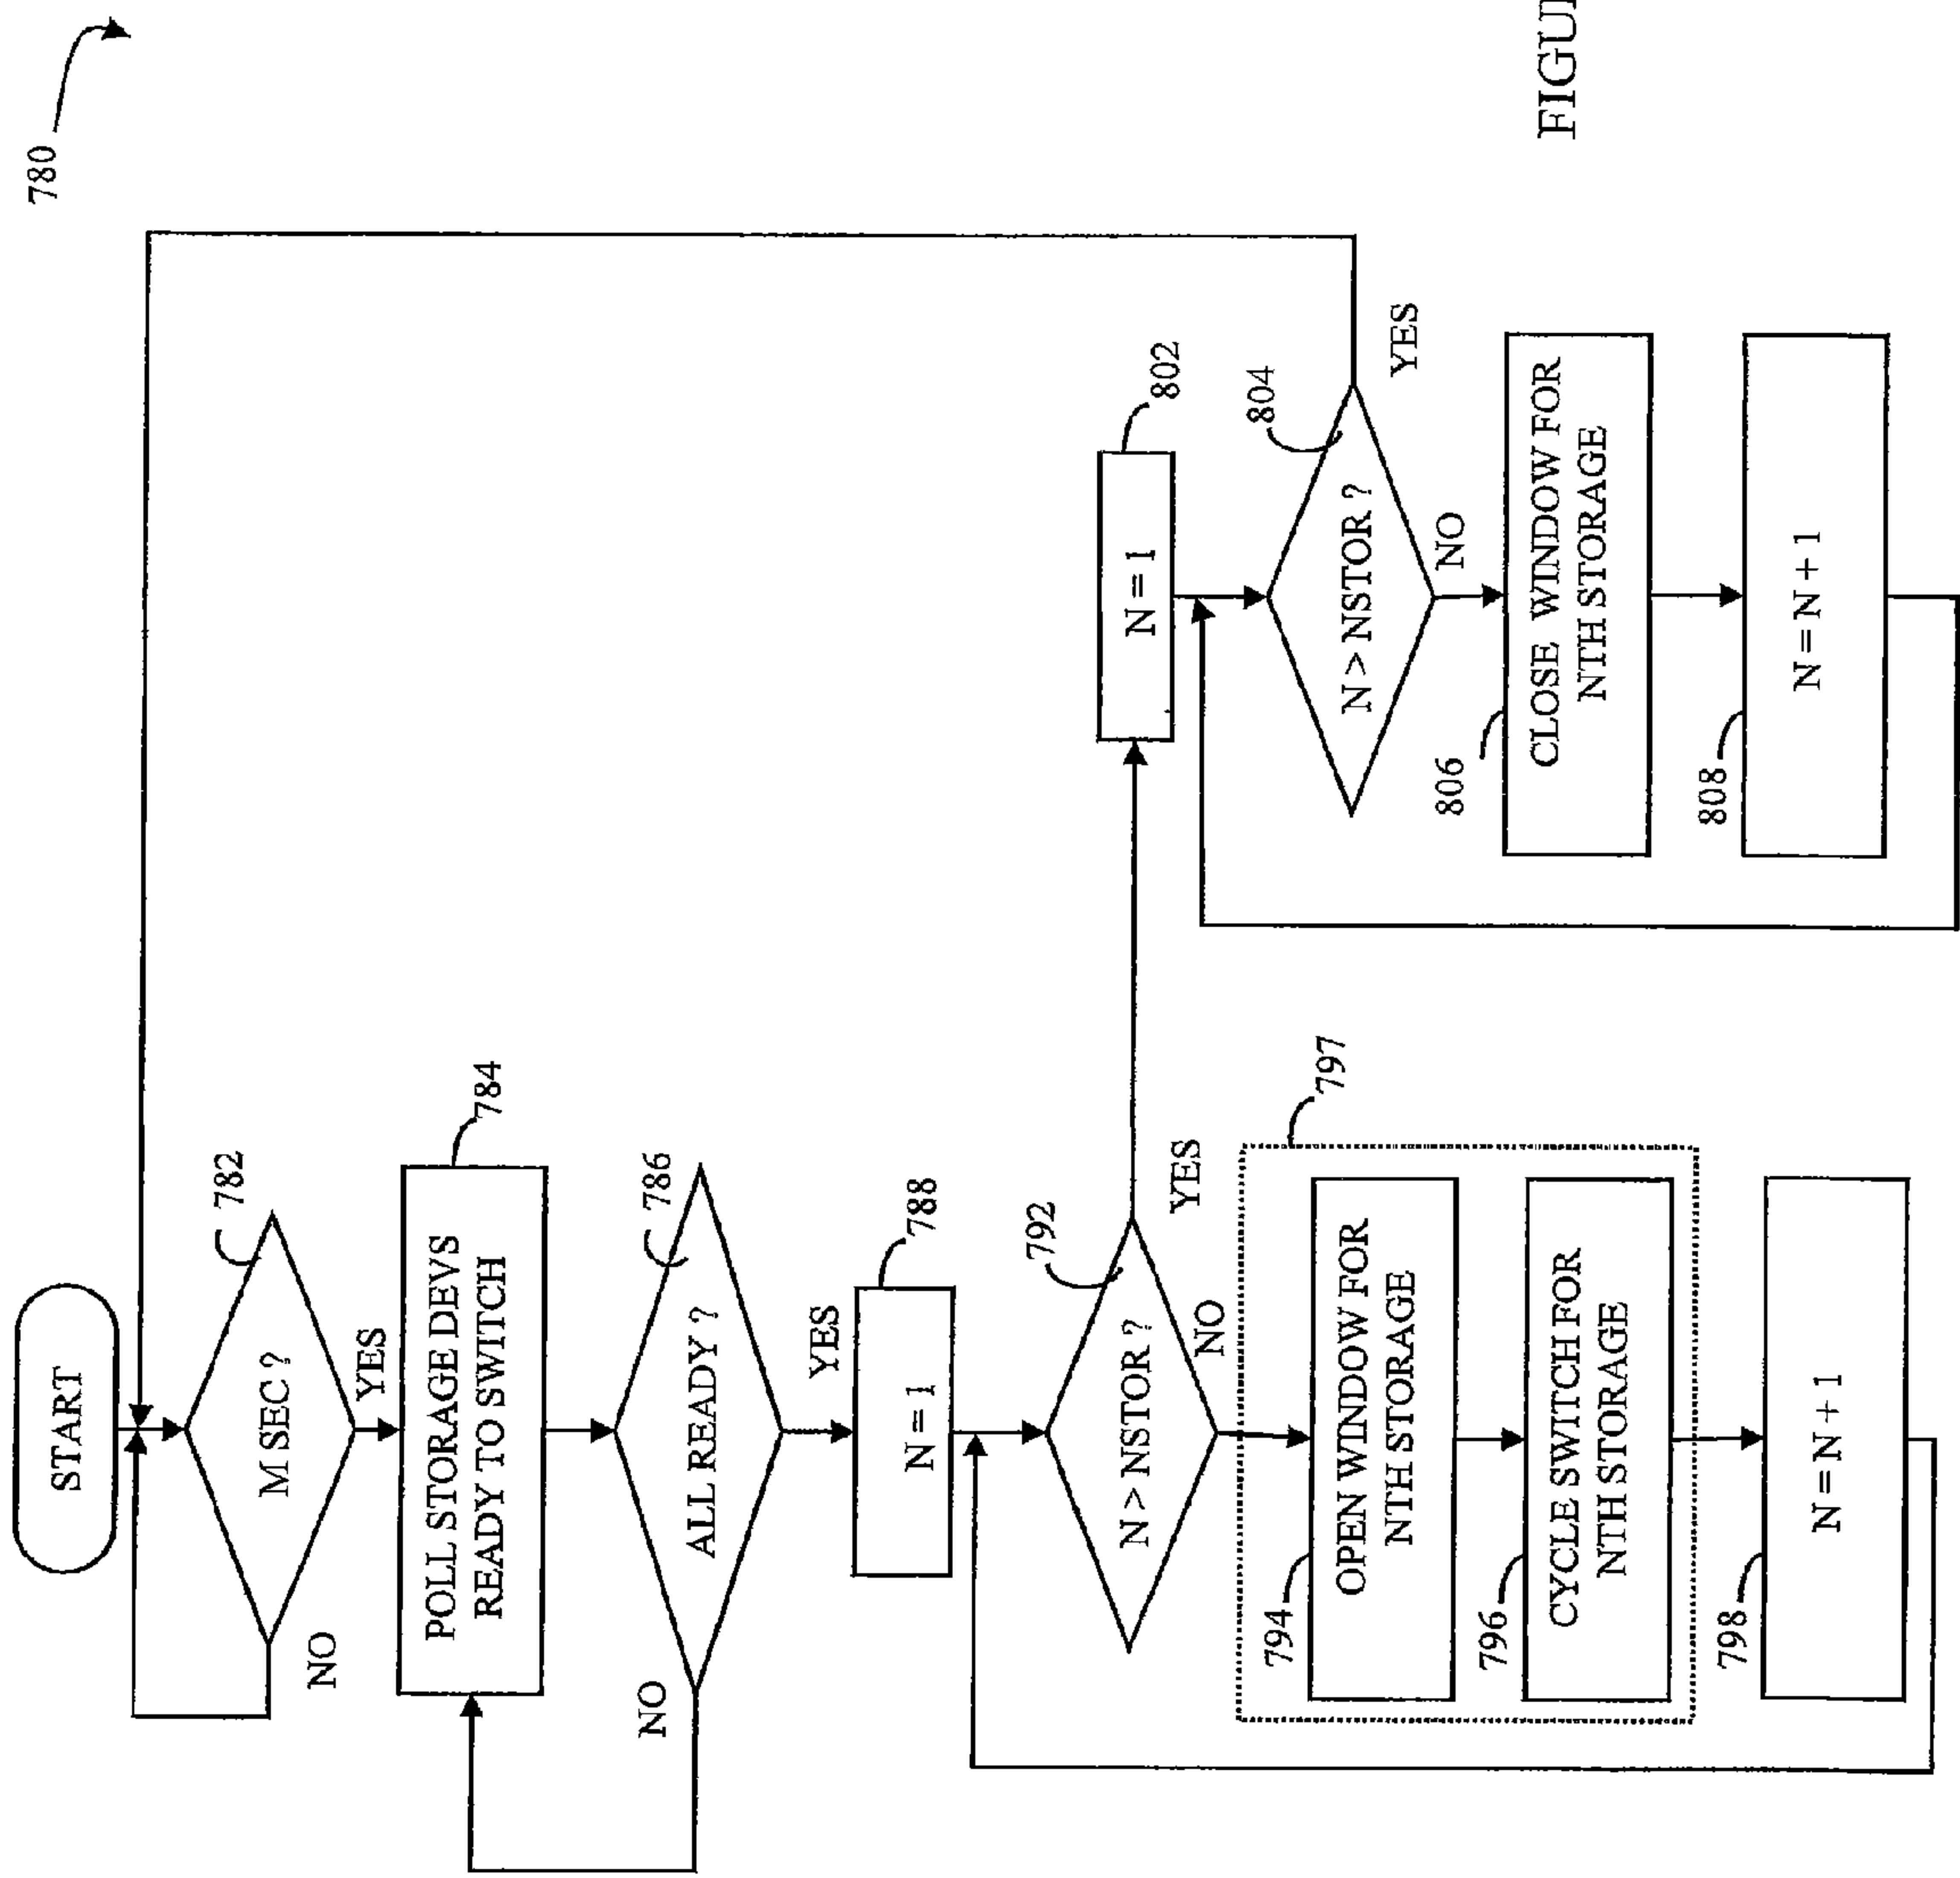 780
START
782
M SEC ?
NO
YES
784
POLL STORAGE DEVS
READY TO SWITCH
786
ALL READY ?
NO
YES
788
N = 1
792
N > NSTOR ?
YES
NO
797
794
OPEN WINDOW FOR
NTH STORAGE
796
CYCLE SWITCH FOR
NTH STORAGE
798
N = N + 1
802
N = 1
804
N > NSTOR ?
YES
NO
806
CLOSE WINDOW FOR
NTH STORAGE
808
N = N + 1